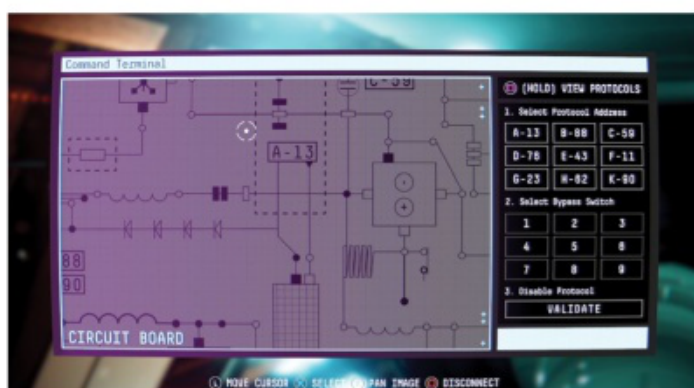 Command Terminal
(HOLD) VIEW PROTOCOLS
C-59
1. Select Protocol Address
A-13 B-88 C-59
A-13
D-76 E-43 F-11
G-23 H-82 K-90
2. Select Bypass Switch
1 2 3
88
4 5 6
90
7 8 9
3. Disable Protocol
VALIDATE
CIRCUIT BOARD
MOVE CURSOR SELECT PAN IMAGE DISCONNECT